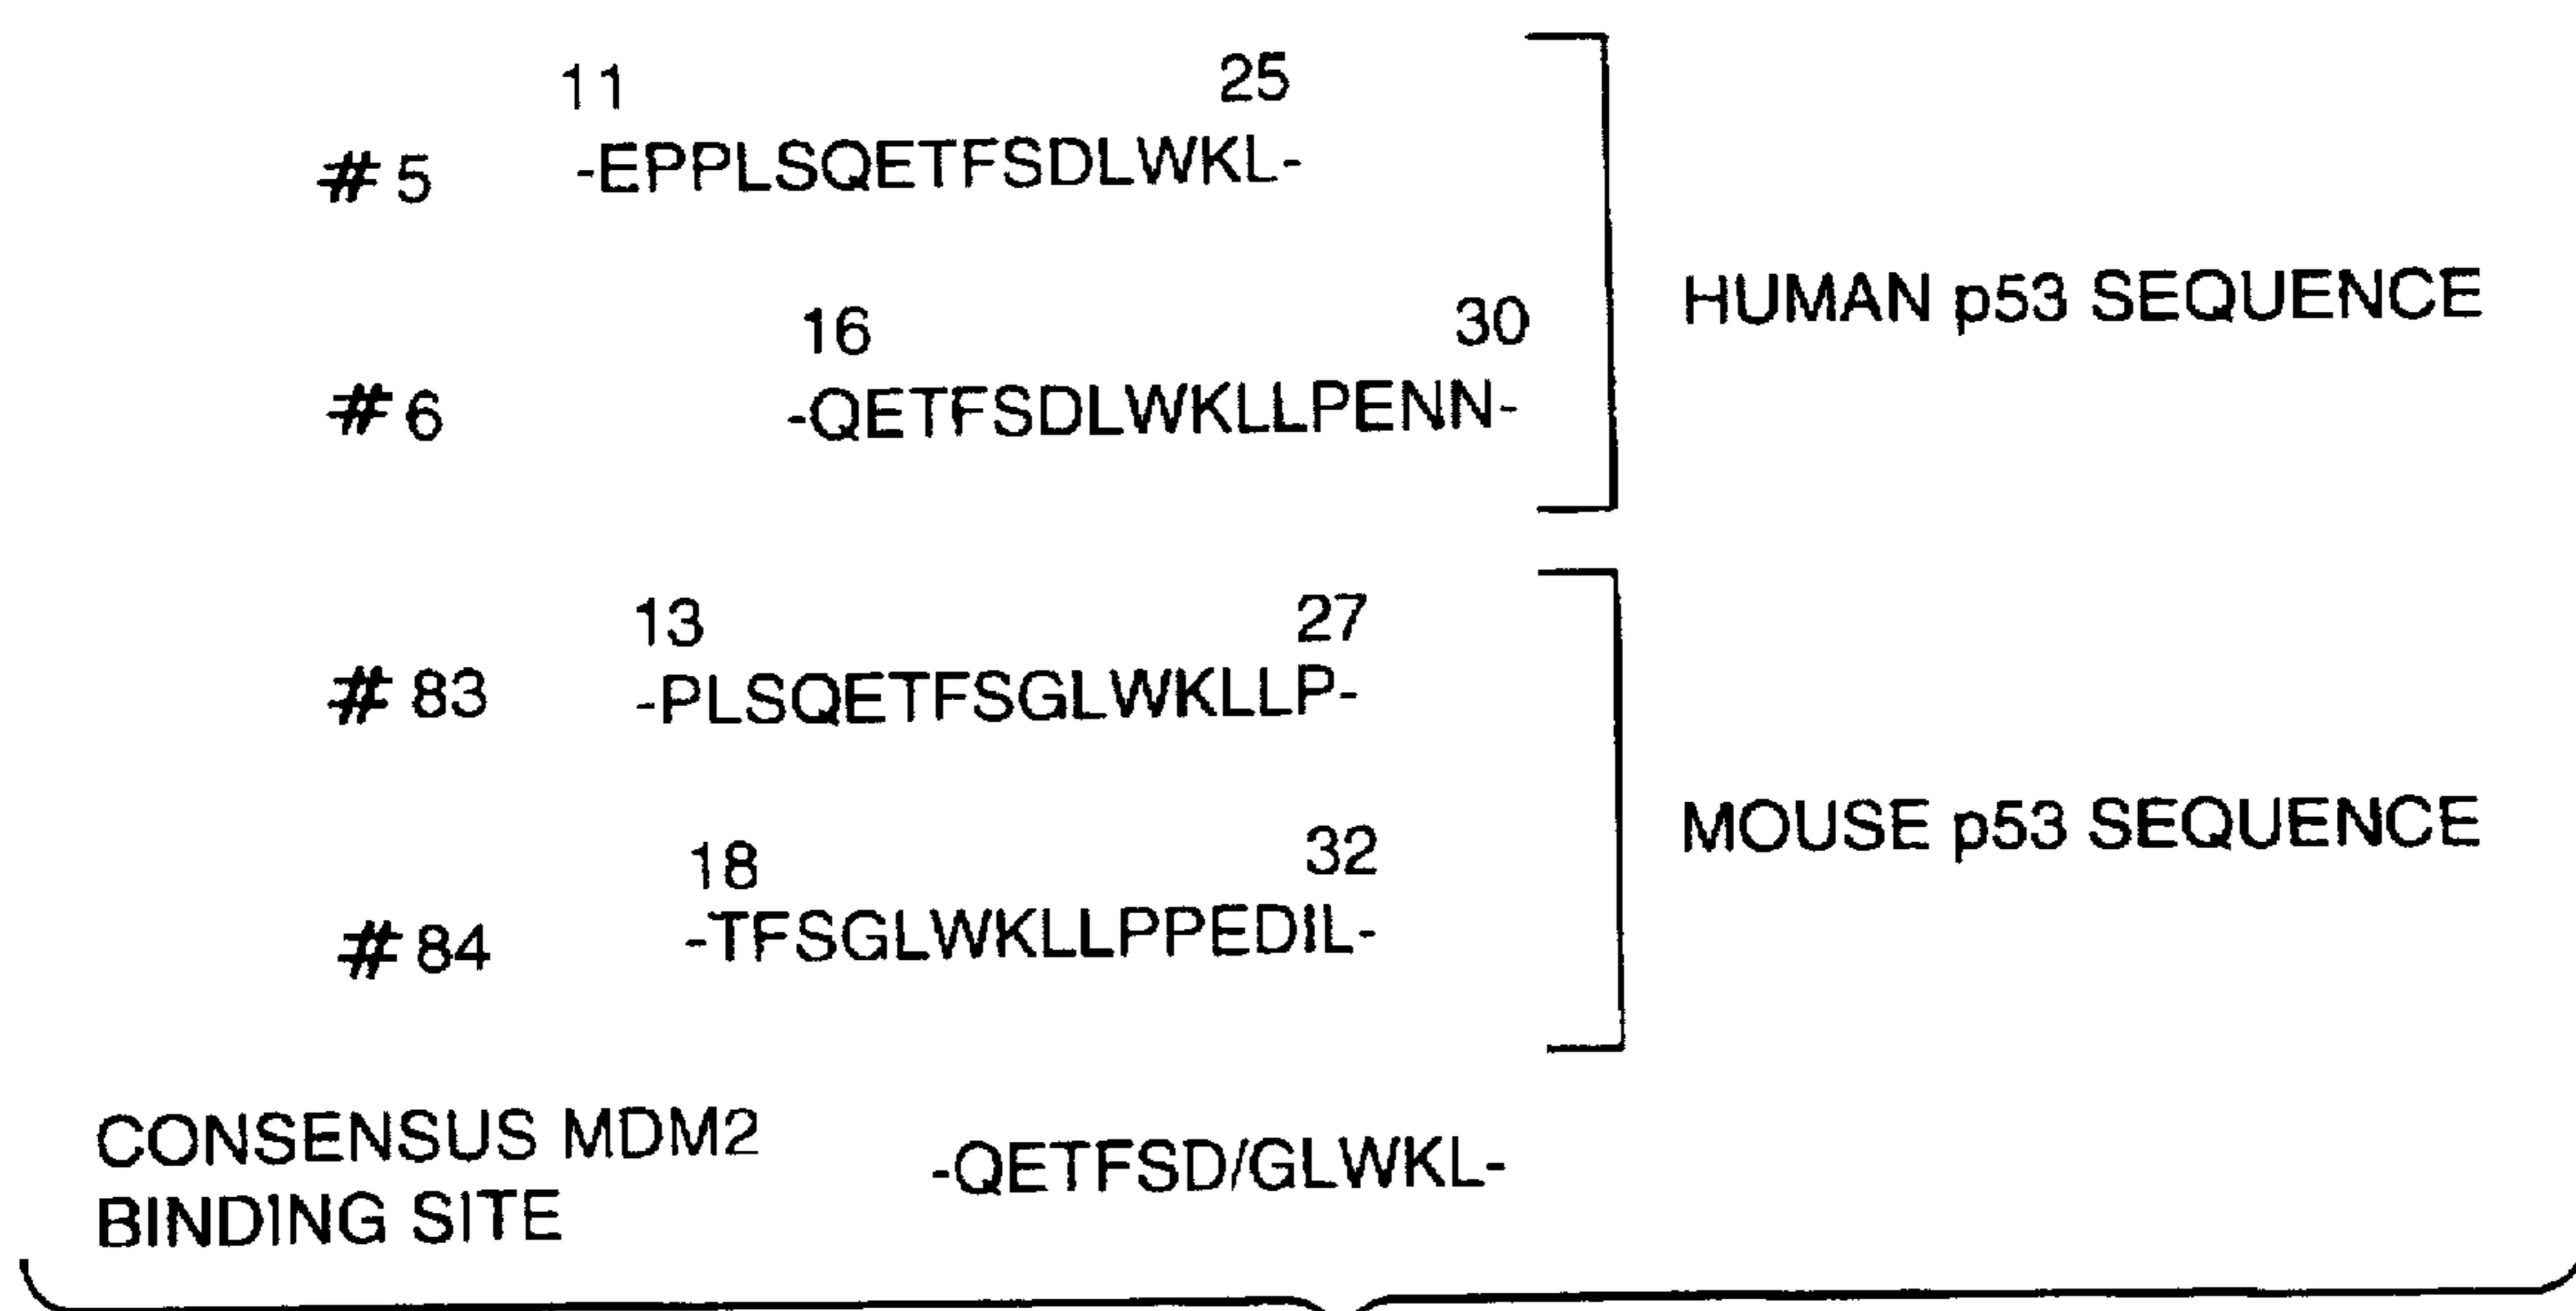 11 25
# 5 -EPPLSQETFSDLWKL-
16 30
# 6 -QETFSDLWKLLPENN-
HUMAN p53 SEQUENCE
13 27
# 83 -PLSQETFSGLWKLLP-
18 32
# 84 -TFSGLWKLLPPEDIL-
MOUSE p53 SEQUENCE
CONSENSUS MDM2
BINDING SITE
-QETFSD/GLWKL-